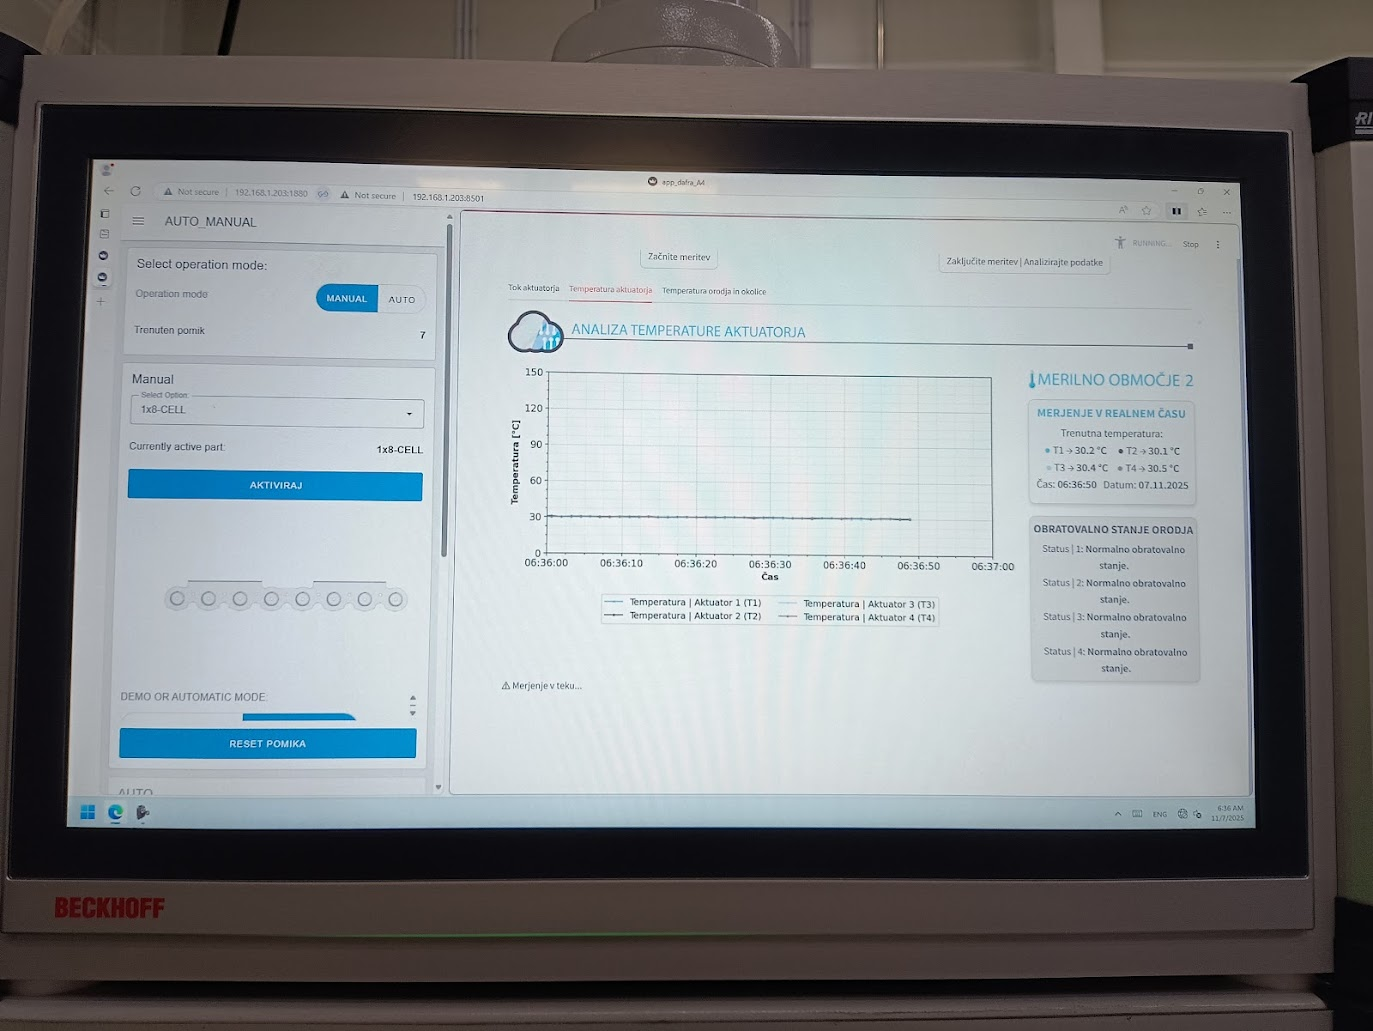 app_dafra_A4
Not secure | 192.168.1.203:1880
Not secure | 192.168.1.203:8501
AUTO_MANUAL
Select operation mode:
Operation mode
MANUAL
AUTO
Trenuten pomik
7
Manual
Select Option
1x8-CELL
Currently active part:
1x8-CELL
AKTIVIRAJ
DEMO OR AUTOMATIC MODE:
RESET POMIKA
AUTO
RUNNING...
Stop
Začnite meritev
Zaključite meritev | Analizirajte podatke
Tok aktuatorja
Temperatura aktuatorja
Temperatura orodja in okolice
ANALIZA TEMPERATURE AKTUATORJA
Temperatura [°C]
150
120
90
60
30
0
06:36:00 06:36:10 06:36:20 06:36:30 06:36:40 06:36:50 06:37:00
Čas
Temperatura | Aktuator 1 (T1)
Temperatura | Aktuator 3 (T3)
Temperatura | Aktuator 2 (T2)
Temperatura | Aktuator 4 (T4)
Merjenje v teku...
MERILNO OBMOČJE 2
MERJENJE V REALNEM ČASU
Trenutna temperatura:
• T1 → 30.2 °C • T2 → 30.1 °C
• T3 → 30.4 °C • T4 → 30.5 °C
Čas: 06:36:50 Datum: 07.11.2025
OBRATOVALNO STANJE ORODJA
Status | 1: Normalno obratovalno
stanje.
Status | 2: Normalno obratovalno
stanje.
Status | 3: Normalno obratovalno
stanje.
Status | 4: Normalno obratovalno
stanje.
ENG
6:36 AM
11/7/2025
BECKHOFF